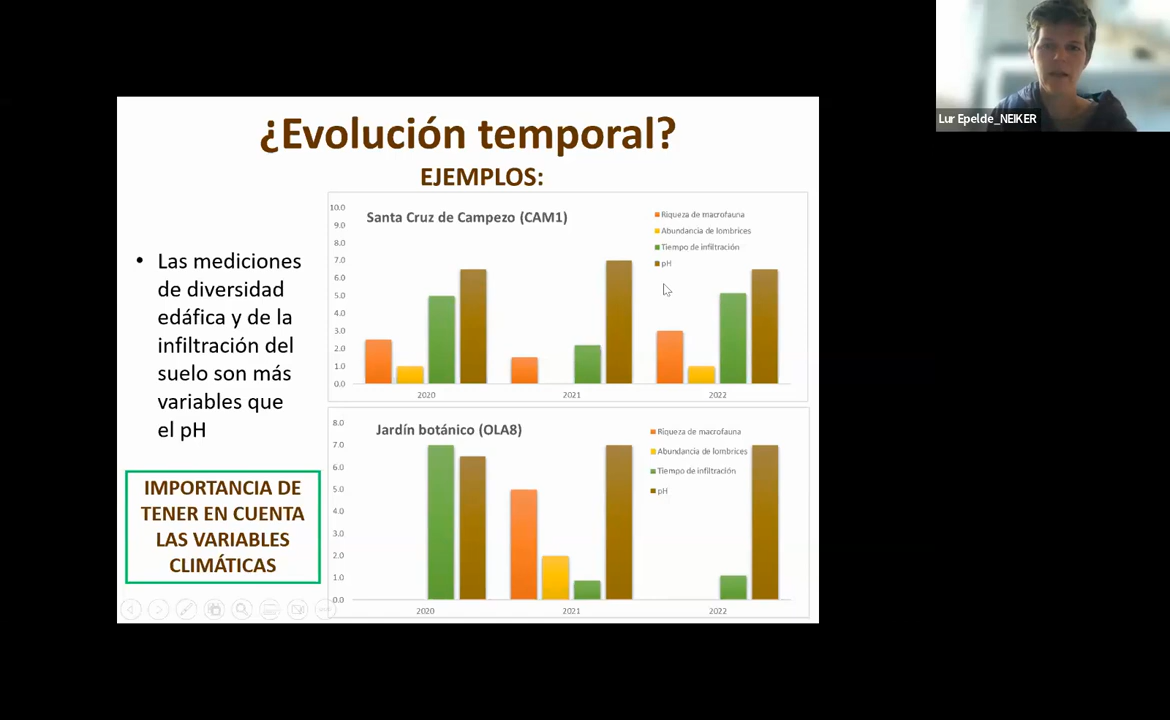 Lur Epelde_NEIKER
¿Evolución temporal?
EJEMPLOS:
• Las mediciones
de diversidad
edáfica y de la
infiltración del
suelo son más
variables que
el pH
IMPORTANCIA DE
TENER EN CUENTA
LAS VARIABLES
CLIMÁTICAS
Santa Cruz de Campezo (CAM1)
Riqueza de macrofauna
Abundancia de lombrices
Tiempo de infiltración
pH
10.0
9.0
8.0
7.0
6.0
5.0
4.0
3.0
2.0
1.0
0.0
2020 2021 2022
Jardín botánico (OLA8)
Riqueza de macrofauna
Abundancia de lombrices
Tiempo de infiltración
pH
8.0
7.0
6.0
5.0
4.0
3.0
2.0
1.0
0.0
2020 2021 2022